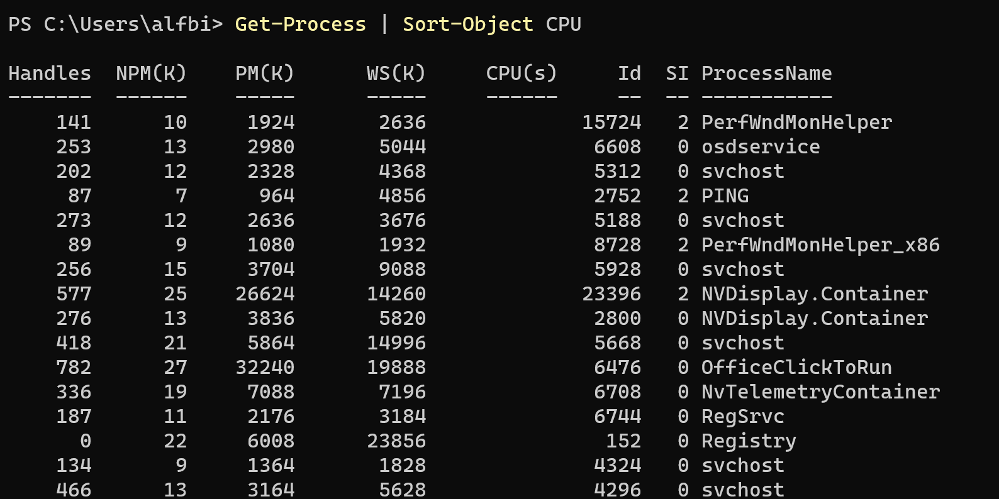 PS C:\Users\alfbi> Get-Process | Sort-Object CPU
Handles  NPM(K)    PM(K)      WS(K)     CPU(s)     Id  SI ProcessName
-------  ------    -----      -----     ------     --  -- -----------
    141      10     1924       2636             15724   2 PerfWndMonHelper
    253      13     2980       5044              6608   0 osdservice
    202      12     2328       4368              5312   0 svchost
     87       7      964       4856              2752   2 PING
    273      12     2636       3676              5188   0 svchost
     89       9     1080       1932              8728   2 PerfWndMonHelper_x86
    256      15     3704       9088              5928   0 svchost
    577      25    26624      14260             23396   2 NVDisplay.Container
    276      13     3836       5820              2800   0 NVDisplay.Container
    418      21     5864      14996              5668   0 svchost
    782      27    32240      19888              6476   0 OfficeClickToRun
    336      19     7088       7196              6708   0 NvTelemetryContainer
    187      11     2176       3184              6744   0 RegSrvc
      0      22     6008      23856               152   0 Registry
    134       9     1364       1828              4324   0 svchost
    466      13     3164       5628              4296   0 svchost